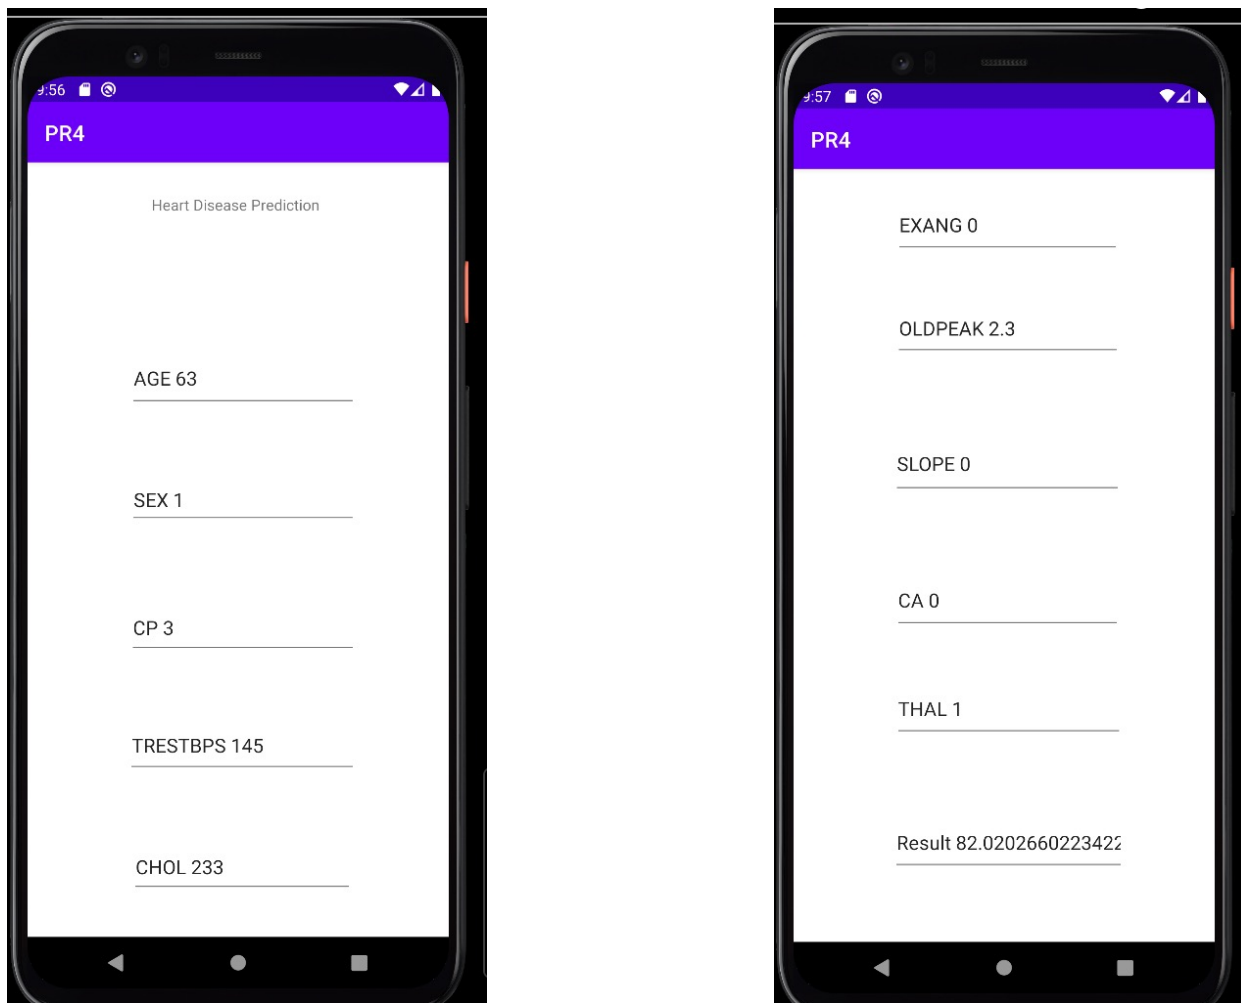 9:56
PR4
Heart Disease Prediction
AGE 63
SEX 1
CP 3
TRESTBPS 145
CHOL 233
9:57
PR4
EXANG 0
OLDPEAK 2.3
SLOPE 0
CA 0
THAL 1
Result 82.0202660223422